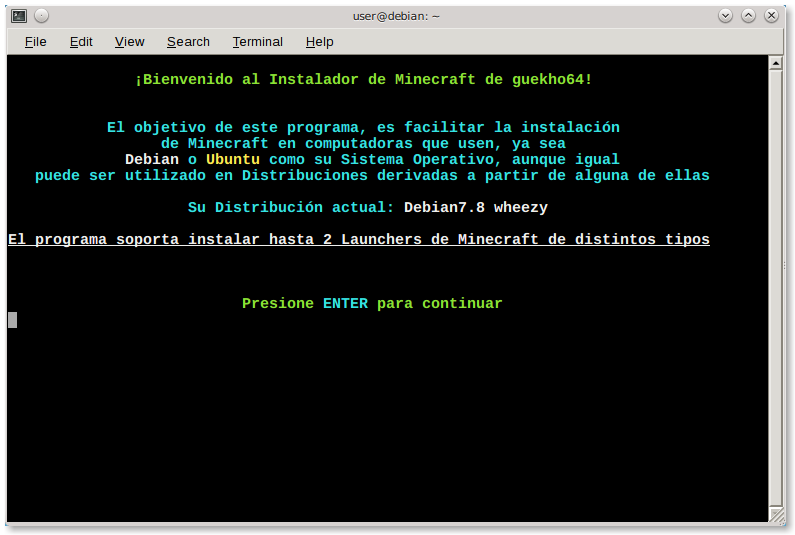 user@debian: ~
File Edit View Search Terminal Help
¡Bienvenido al Instalador de Minecraft de guekho64!
El objetivo de este programa, es facilitar la instalación
de Minecraft en computadoras que usen, ya sea
Debian o Ubuntu como su Sistema Operativo, aunque igual
puede ser utilizado en Distribuciones derivadas a partir de alguna de ellas
Su Distribución actual: Debian7.8 wheezy
El programa soporta instalar hasta 2 Launchers de Minecraft de distintos tipos
Presione ENTER para continuar